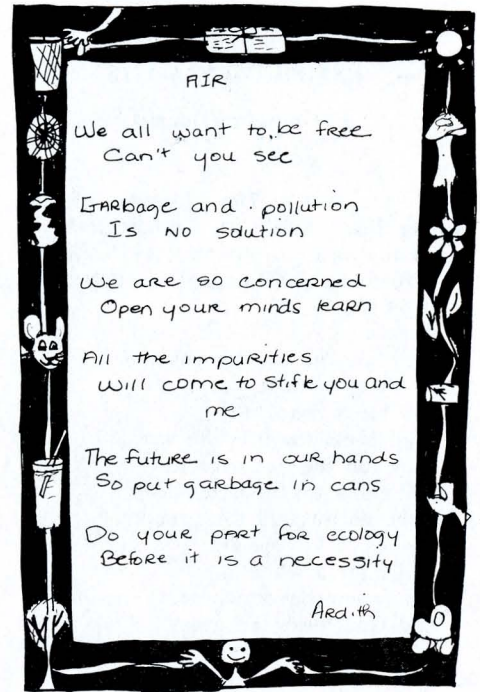 AIR
We all want to be free
Can't you see
Garbage and pollution
Is no solution
We are so concerned
Open your minds learn
All the impurities
Will come to stifle you and
me
The future is in our hands
So put garbage in cans
Do your part for ecology
Before it is a necessity
Ardith